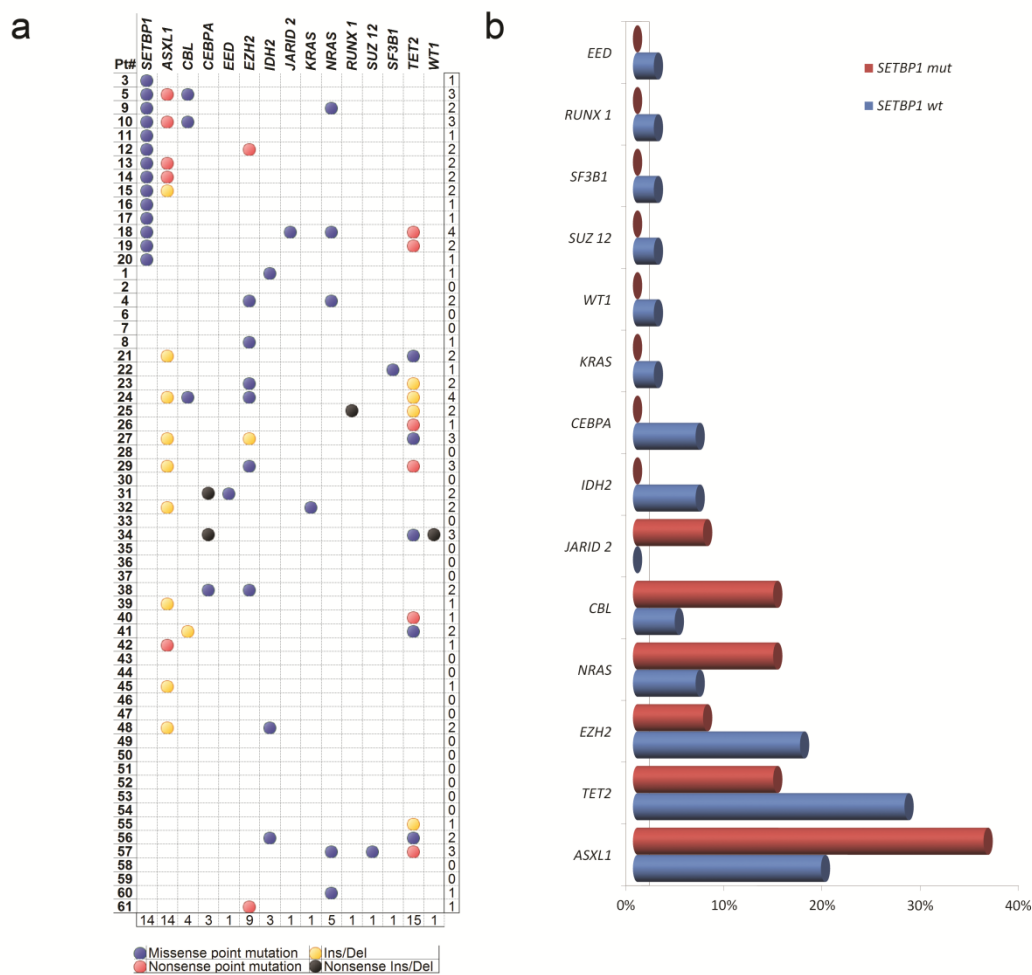 a
Pt# SETBP1 ASXL1 CBL CEBPA EED EZH2 IDH2 JARID 2 KRAS NRAS RUNX 1 SUZ 12 SF3B1 TET2 WT1
3 1
5 3
9 2
10 3
11 1
12 2
13 2
14 2
15 2
16 1
17 1
18 4
19 2
20 1
1 1
2 0
4 2
6 0
7 0
8 1
21 2
22 1
23 2
24 4
25 2
26 1
27 3
28 0
29 3
30 0
31 2
32 2
33 0
34 3
35 0
36 0
37 0
38 2
39 1
40 1
41 2
42 1
43 0
44 0
45 1
46 0
47 0
48 2
49 0
50 0
51 0
52 0
53 0
54 0
55 1
56 2
57 3
58 0
59 0
60 1
61 1
14 14 4 3 1 9 3 1 1 5 1 1 1 15 1
Missense point mutation Ins/Del
Nonsense point mutation Nonsense Ins/Del
b
SETBP1 mut
SETBP1 wt
EED
RUNX 1
SF3B1
SUZ 12
WT1
KRAS
CEBPA
IDH2
JARID 2
CBL
NRAS
EZH2
TET2
ASXL1
0% 0% 10% 20% 30% 40%